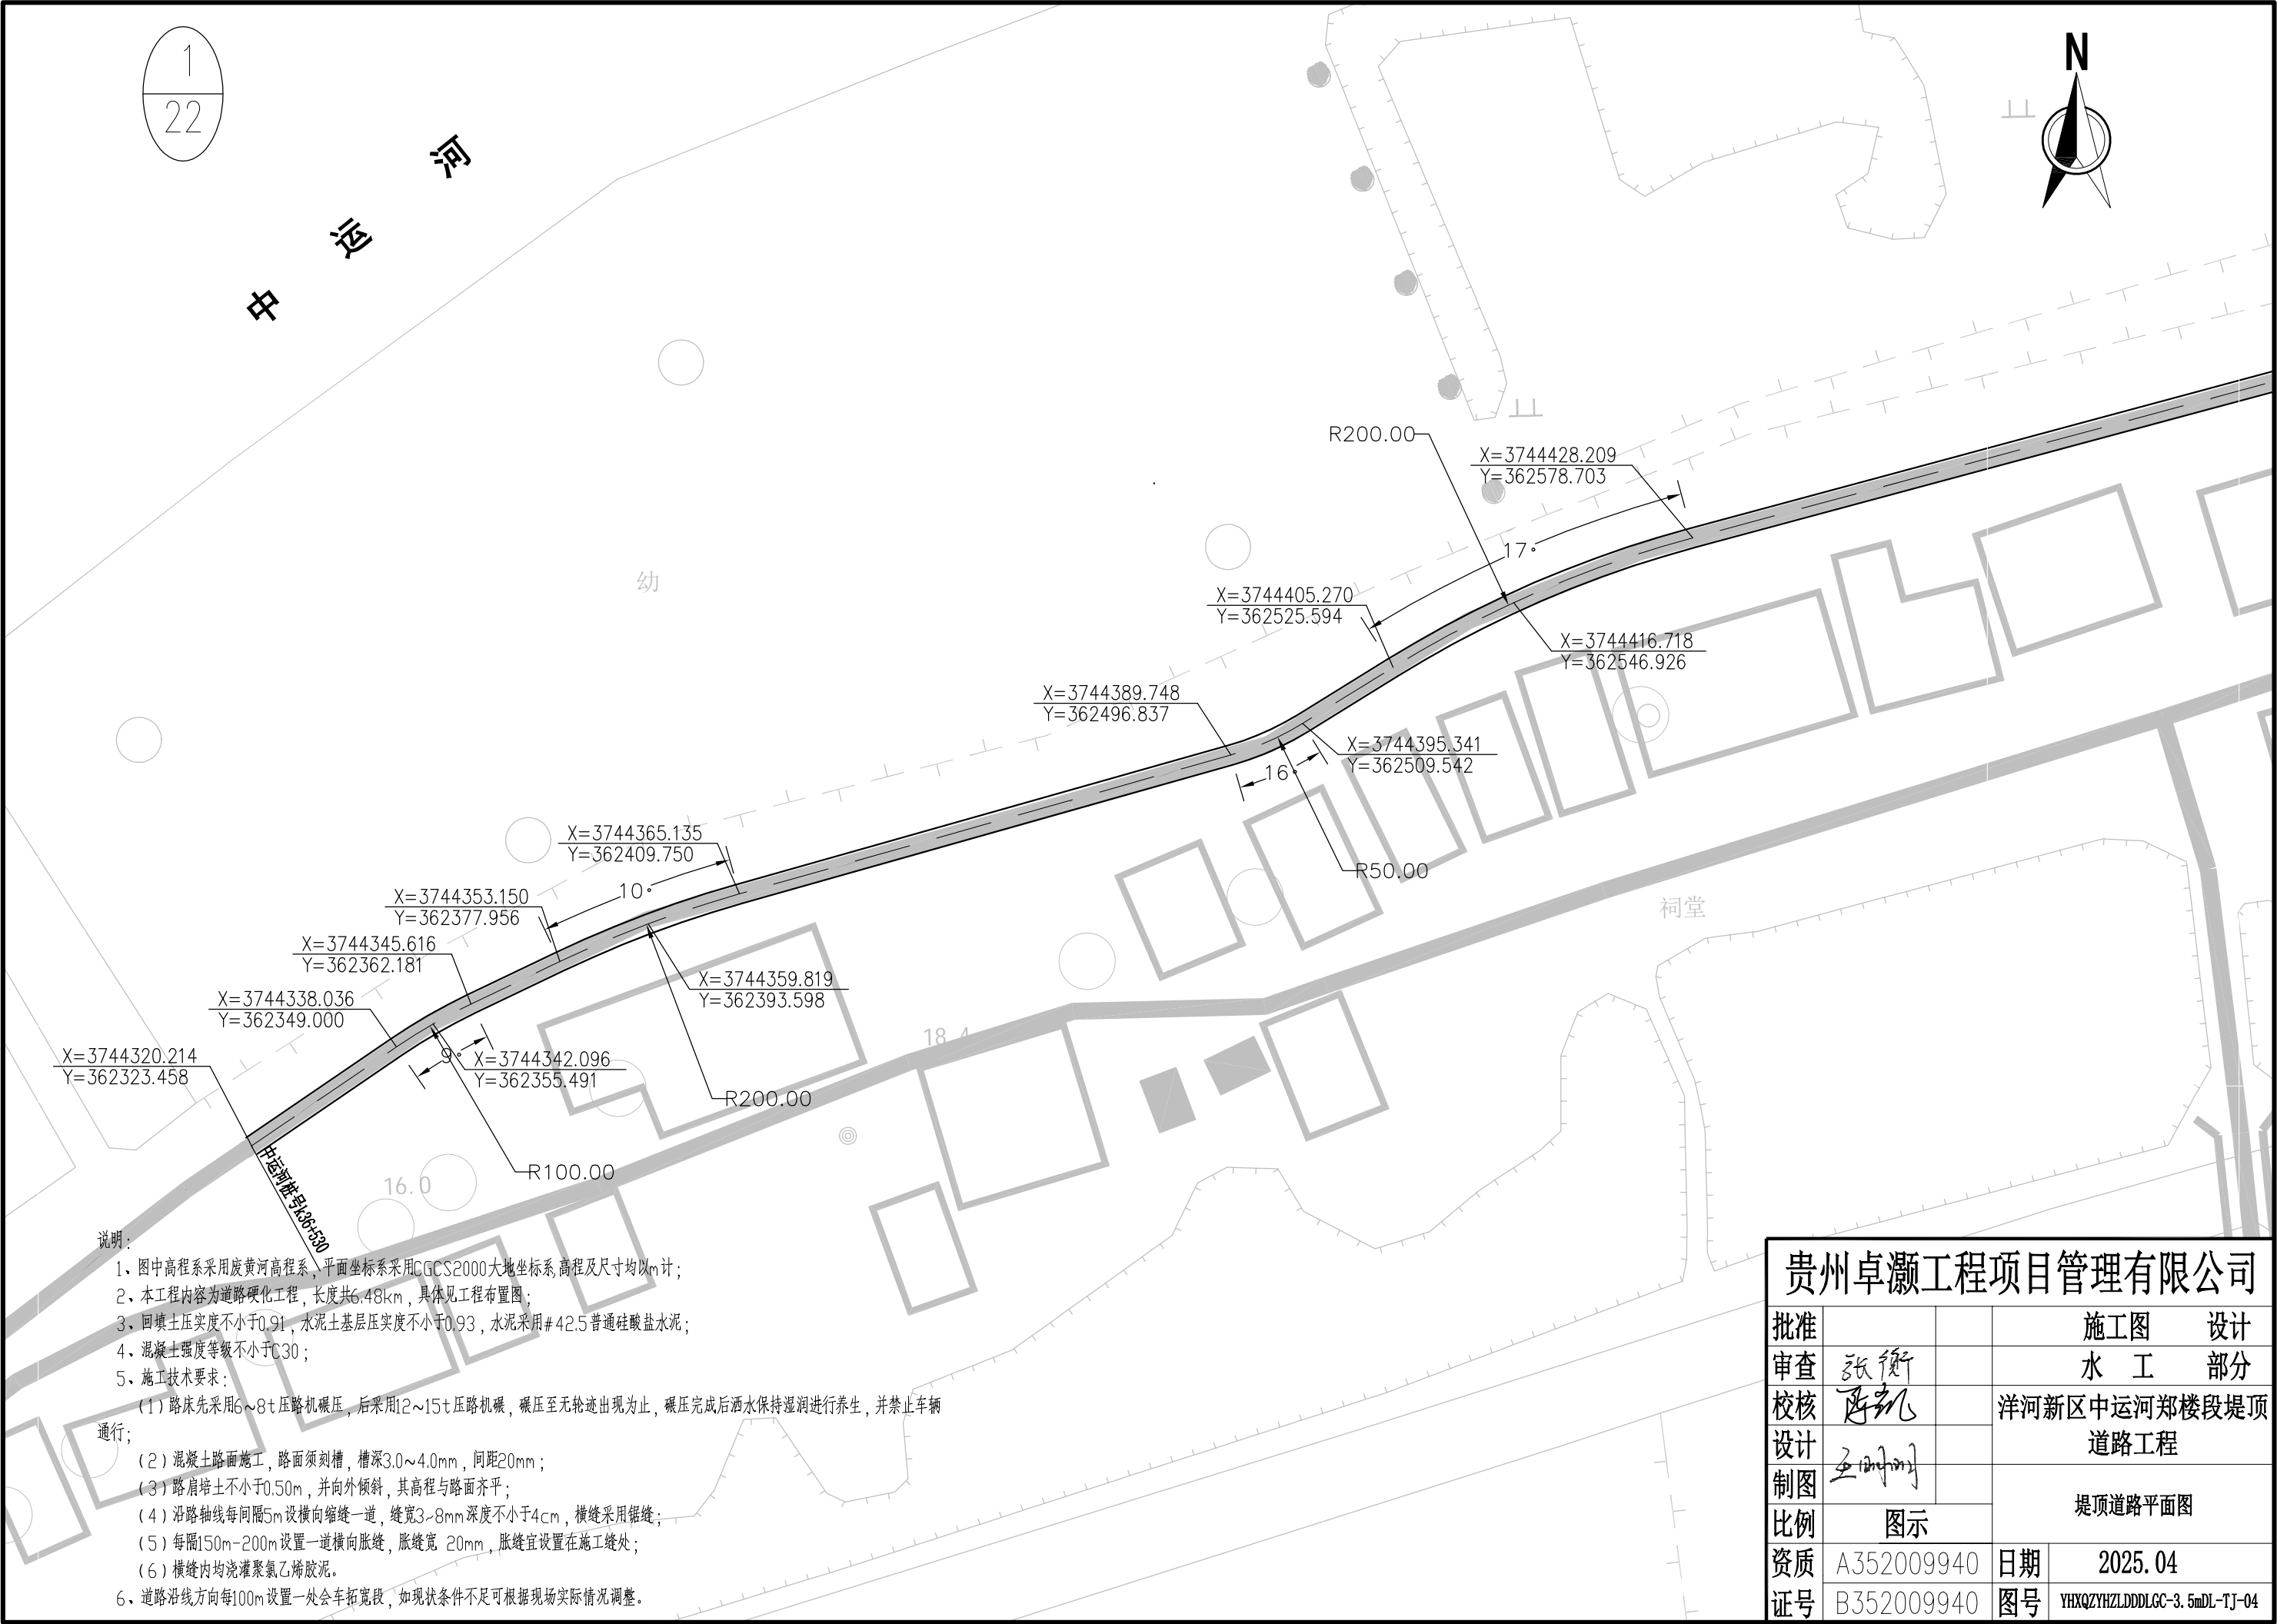 1
22
中运河
N
R200.00
X=3744428.209
Y=362578.703
17°
幼
X=3744405.270
Y=362525.594
X=3744416.718
Y=362546.926
X=3744389.748
Y=362496.837
X=3744395.341
Y=362509.542
16°
R50.00
X=3744365.135
Y=362409.750
10°
X=3744353.150
Y=362377.956
祠堂
X=3744345.616
Y=362362.181
X=3744359.819
Y=362393.598
X=3744338.036
Y=362349.000
18.4
9°
X=3744342.096
Y=362355.491
X=3744320.214
Y=362323.458
R200.00
R100.00
16.0
中运河桩号k36+530
说明:
1、图中高程系采用废黄河高程系,平面坐标系采用CGCS2000大地坐标系,高程及尺寸均以m计;
2、本工程内容为道路硬化工程,长度共6.48km,具体见工程布置图;
3、回填土压实度不小于0.91,水泥土基层压实度不小于0.93,水泥采用#42.5普通硅酸盐水泥;
4、混凝土强度等级不小于C30;
5、施工技术要求:
(1)路床先采用6~8t压路机碾压,后采用12~15t压路机碾,碾压至无轮迹出现为止,碾压完成后洒水保持湿润进行养生,并禁止车辆
通行;
(2)混凝土路面施工,路面须刻槽,槽深3.0~4.0mm,间距20mm;
(3)路肩培土不小于0.50m,并向外倾斜,其高程与路面齐平;
(4)沿路轴线每间隔5m设横向缩缝一道,缝宽3~8mm深度不小于4cm,横缝采用锯缝;
(5)每隔150m-200m设置一道横向胀缝,胀缝宽 20mm,胀缝宜设置在施工缝处;
(6)横缝内均浇灌聚氯乙烯胶泥。
6、道路沿线方向每100m设置一处会车拓宽段,如现状条件不足可根据现场实际情况调整。
贵州卓灏工程项目管理有限公司
批准 施工图 设计
审查 张衡 水 工 部分
校核 陈凯 洋河新区中运河郑楼段堤顶
道路工程
设计
制图 堤顶道路平面图
比例 图示
资质 A352009940 日期 2025.04
证号 B352009940 图号 YHXQZYHZLDDDLGC-3.5mDL-TJ-04